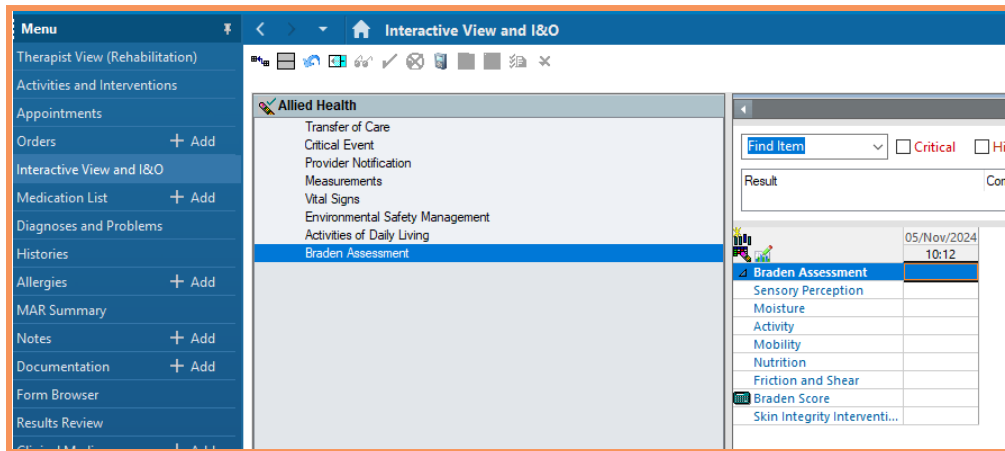 Menu
Therapist View (Rehabilitation)
Activities and Interventions
Appointments
Orders + Add
Interactive View and I&O
Medication List + Add
Diagnoses and Problems
Histories
Allergies + Add
MAR Summary
Notes + Add
Documentation + Add
Form Browser
Results Review
Interactive View and I&O
Allied Health
Transfer of Care
Critical Event
Provider Notification
Measurements
Vital Signs
Environmental Safety Management
Activities of Daily Living
Braden Assessment
Find Item Critical Hi
Result Con
05/Nov/2024
10:12
Braden Assessment
Sensory Perception
Moisture
Activity
Mobility
Nutrition
Friction and Shear
Braden Score
Skin Integrity Interventi...